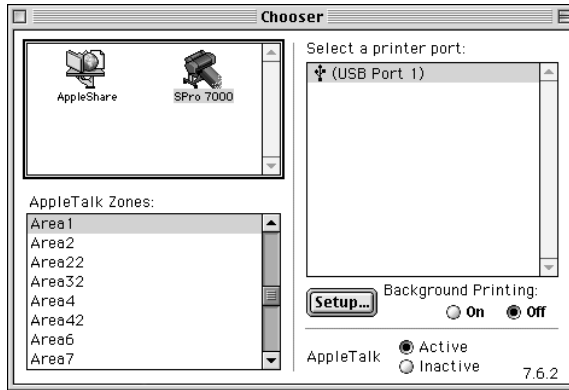 Chooser
AppleShare
SPro 7000
AppleTalk Zones:
Area1
Area2
Area22
Area32
Area4
Area42
Area6
Area7
Select a printer port:
(USB Port 1)
Setup...
Background Printing:
On Off
AppleTalk
Active
Inactive
7.6.2